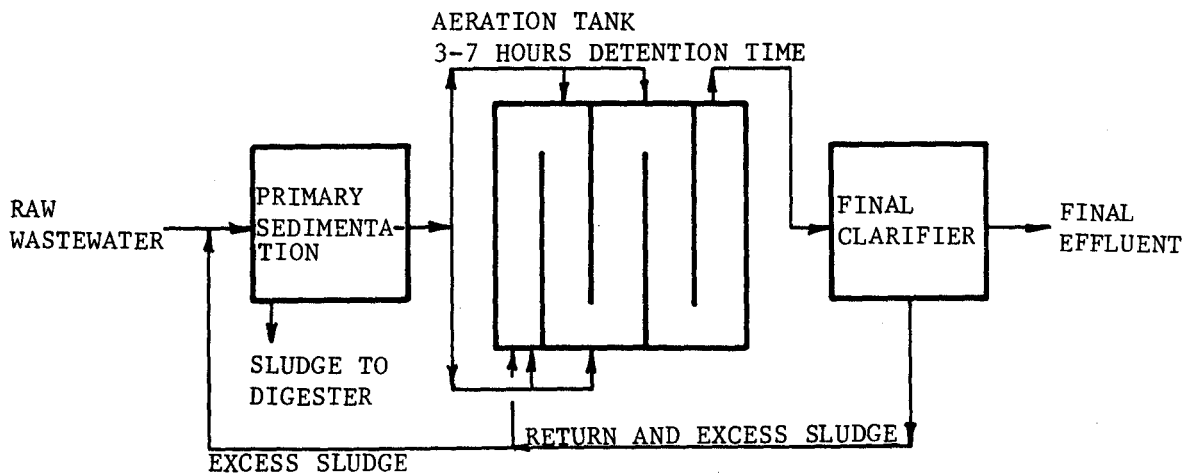 AERATION TANK
3-7 HOURS DETENTION TIME
RAW
WASTEWATER
PRIMARY
SEDIMENTA-
TION
FINAL
CLARIFIER
FINAL
EFFLUENT
SLUDGE TO
DIGESTER
RETURN AND EXCESS SLUDGE
EXCESS SLUDGE